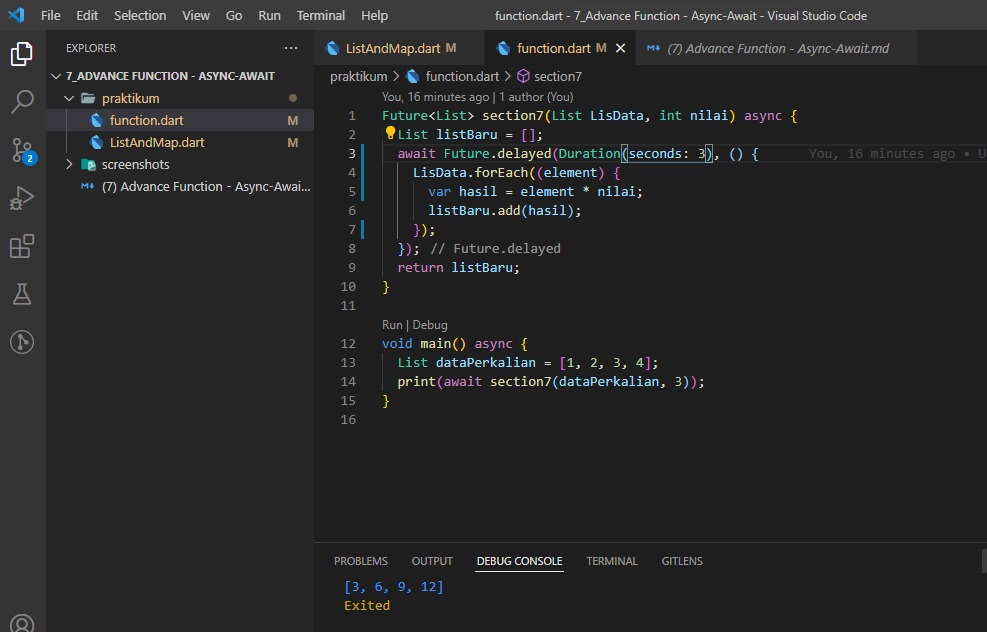 File Edit Selection View Go Run Terminal Help function.dart - 7_Advance Function - Async-Await - Visual Studio Code
EXPLORER ...
ListAndMap.dart M function.dart M (7) Advance Function - Async-Await.md
7_ADVANCE FUNCTION - ASYNC-AWAIT
praktikum
function.dart M
ListAndMap.dart M
screenshots
(7) Advance Function - Async-Awai...
2
praktikum > function.dart > section7
You, 16 minutes ago | 1 author (You)
1 Future<List> section7(List LisData, int nilai) async {
2 List listBaru = [];
3 await Future.delayed(Duration(seconds: 3), () { You, 16 minutes ago • U
4 LisData.forEach((element) {
5 var hasil = element * nilai;
6 listBaru.add(hasil);
7 });
8 }); // Future.delayed
9 return listBaru;
10 }
11
Run | Debug
12 void main() async {
13 List dataPerkalian = [1, 2, 3, 4];
14 print(await section7(dataPerkalian, 3));
15 }
16
PROBLEMS OUTPUT DEBUG CONSOLE TERMINAL GITLENS
[3, 6, 9, 12]
Exited